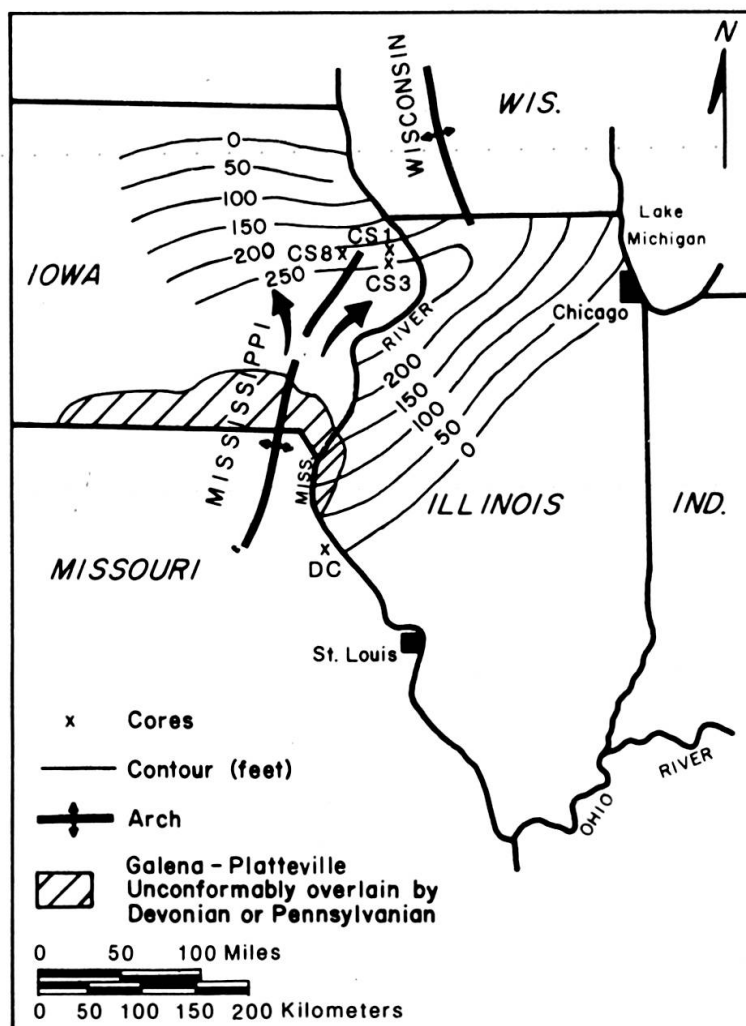 N
WISCONSIN
WIS.
0
50
100
150
200
250
CS1
CS8
CS3
Lake
Michigan
IOWA
Chicago
RIVER
MISSISSIPPI
200
150
100
50
0
MISS.
ILLINOIS
IND.
MISSOURI
DC
St. Louis
x Cores
Contour (feet)
Arch
Galena - Platteville
Unconformably overlain by
Devonian or Pennsylvanian
OHIO
RIVER
0 50 100 Miles
0 50 100 150 200 Kilometers